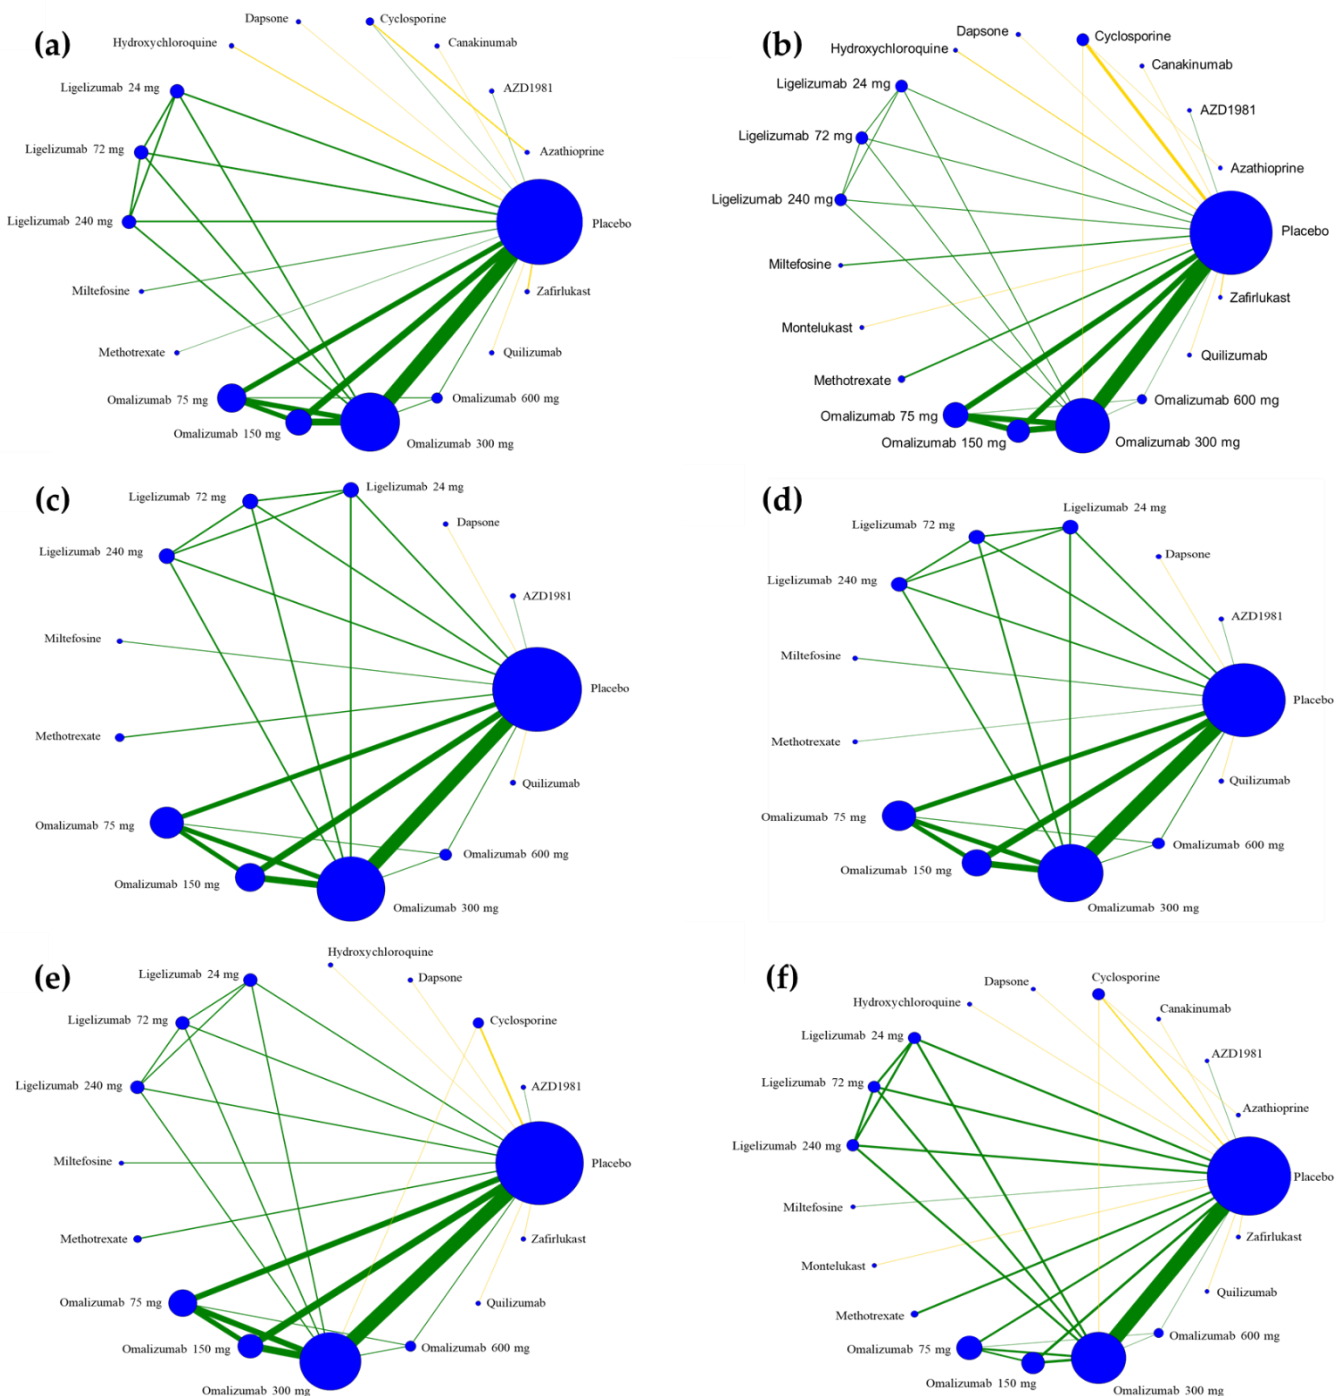 (a)
Dapsone
Cyclosporine
Hydroxychloroquine
Canakinumab
Ligelizumab 24 mg
AZD1981
Ligelizumab 72 mg
Azathioprine
Ligelizumab 240 mg
Placebo
Miltefosine
Zafirlukast
Methotrexate
Quilizumab
Omalizumab 75 mg
Omalizumab 600 mg
Omalizumab 150 mg
Omalizumab 300 mg
(b)
Dapsone
Cyclosporine
Hydroxychloroquine
Canakinumab
Ligelizumab 24 mg
AZD1981
Ligelizumab 72 mg
Azathioprine
Ligelizumab 240 mg
Placebo
Miltefosine
Zafirlukast
Montelukast
Quilizumab
Methotrexate
Omalizumab 600 mg
Omalizumab 75 mg
Omalizumab 150 mg
Omalizumab 300 mg
(c)
Ligelizumab 24 mg
Ligelizumab 72 mg
Dapsone
Ligelizumab 240 mg
AZD1981
Miltefosine
Placebo
Methotrexate
Quilizumab
Omalizumab 75 mg
Omalizumab 600 mg
Omalizumab 150 mg
Omalizumab 300 mg
(d)
Ligelizumab 24 mg
Ligelizumab 72 mg
Dapsone
Ligelizumab 240 mg
AZD1981
Miltefosine
Placebo
Methotrexate
Quilizumab
Omalizumab 75 mg
Omalizumab 600 mg
Omalizumab 150 mg
Omalizumab 300 mg
(e)
Hydroxychloroquine
Ligelizumab 24 mg
Dapsone
Ligelizumab 72 mg
Cyclosporine
Ligelizumab 240 mg
AZD1981
Miltefosine
Placebo
Methotrexate
Zafirlukast
Omalizumab 75 mg
Quilizumab
Omalizumab 150 mg
Omalizumab 600 mg
Omalizumab 300 mg
(f)
Cyclosporine
Dapsone
Hydroxychloroquine
Canakinumab
Ligelizumab 24 mg
AZD1981
Ligelizumab 72 mg
Azathioprine
Ligelizumab 240 mg
Placebo
Miltefosine
Zafirlukast
Montelukast
Quilizumab
Methotrexate
Omalizumab 600 mg
Omalizumab 75 mg
Omalizumab 150 mg
Omalizumab 300 mg